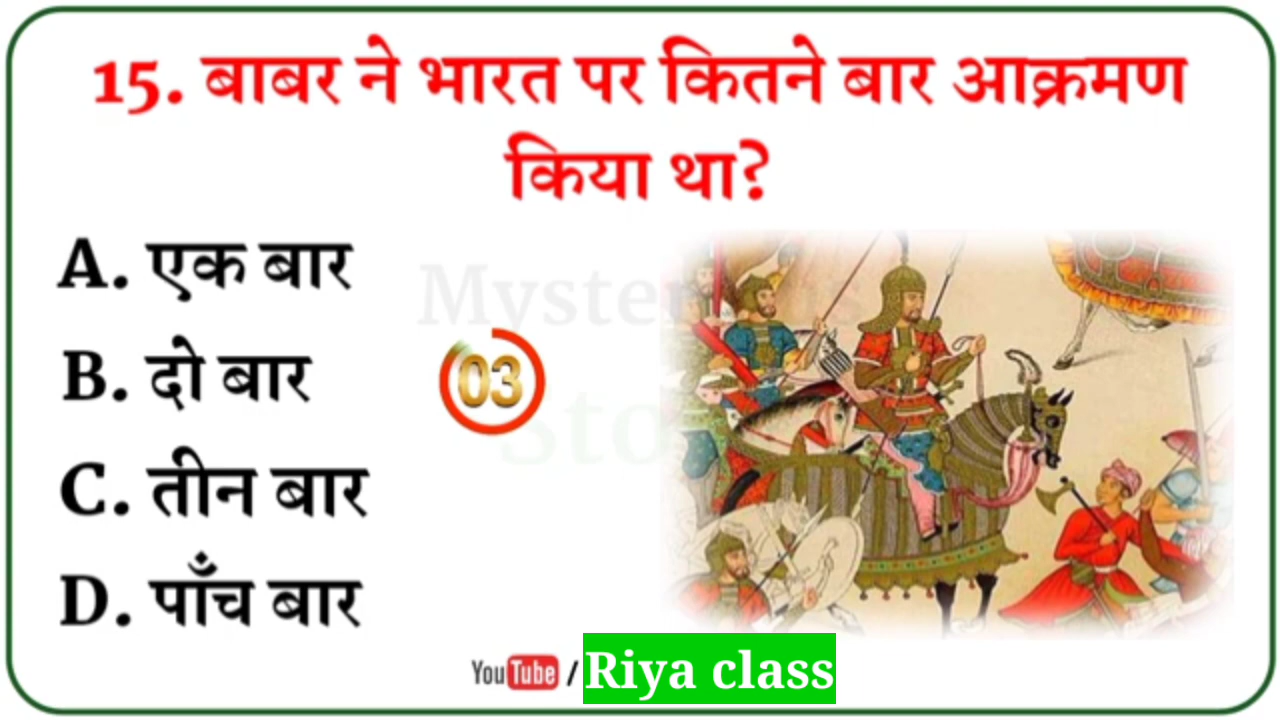 15. बाबर ने भारत पर कितने बार आक्रमण
किया था?
A. एक बार
B. दो बार
03
C. तीन बार
D. पाँच बार
YouTube / Riya class